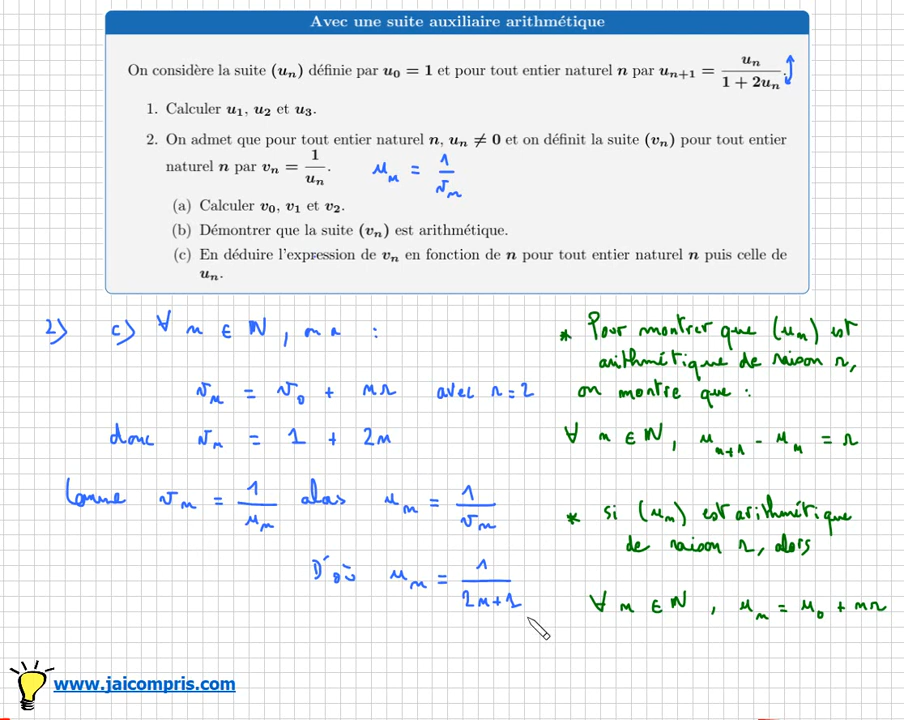 Avec une suite auxiliaire arithmétique
On considère la suite (uₙ) définie par u₀ = 1 et pour tout entier naturel n par uₙ₊₁ = uₙ / (1 + 2uₙ).
1. Calculer u₁, u₂ et u₃.
2. On admet que pour tout entier naturel n, uₙ ≠ 0 et on définit la suite (vₙ) pour tout entier
naturel n par vₙ = 1/uₙ. uₙ = 1/vₙ
(a) Calculer v₀, v₁ et v₂.
(b) Démontrer que la suite (vₙ) est arithmétique.
(c) En déduire l'expression de vₙ en fonction de n pour tout entier naturel n puis celle de
uₙ.
2) c) ∀ n ∈ ℕ, on a :
vₙ = v₀ + nr avec r = 2
donc vₙ = 1 + 2n
Comme vₙ = 1/uₙ alors uₙ = 1/vₙ
D'où uₙ = 1/(2n+1)
* Pour montrer que (uₙ) est
arithmétique de raison r,
on montre que :
∀ n ∈ ℕ, uₙ₊₁ - uₙ = r
* si (uₙ) est arithmétique
de raison r, alors
∀ n ∈ ℕ, uₙ = u₀ + nr
www.jaicompris.com